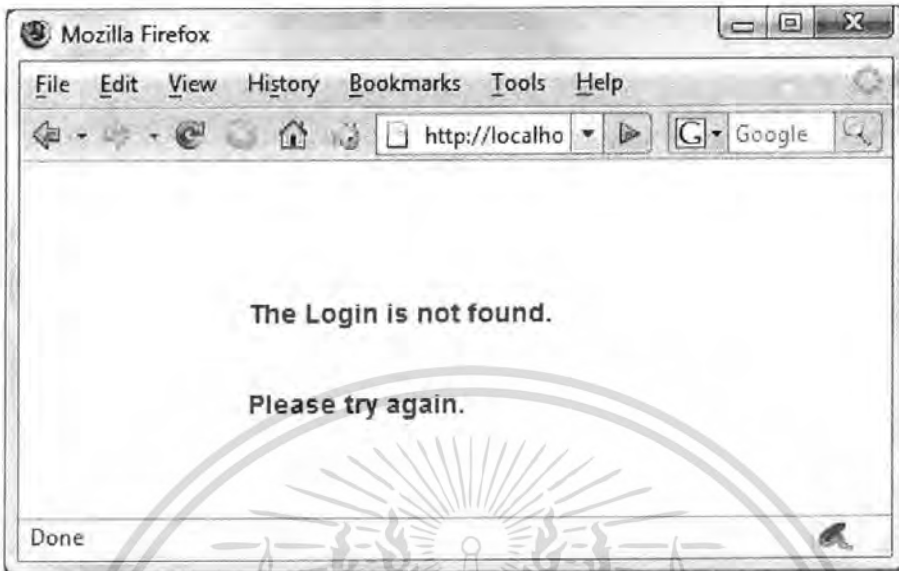 Mozilla Firefox
File Edit View History Bookmarks Tools Help
http://localho G Google
The Login is not found.
Please try again.
Done